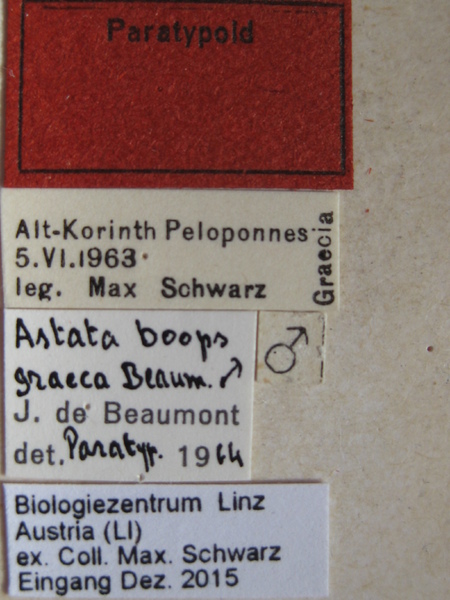 Paratypoid
Alt-Korinth Peloponnes
5.VI.1963
leg. Max Schwarz
Graecia
Astata boops
graeca Beaum. ♂
♂
J. de Beaumont
det. Paratyp. 1964
Biologiezentrum Linz
Austria (LI)
ex. Coll. Max. Schwarz
Eingang Dez. 2015